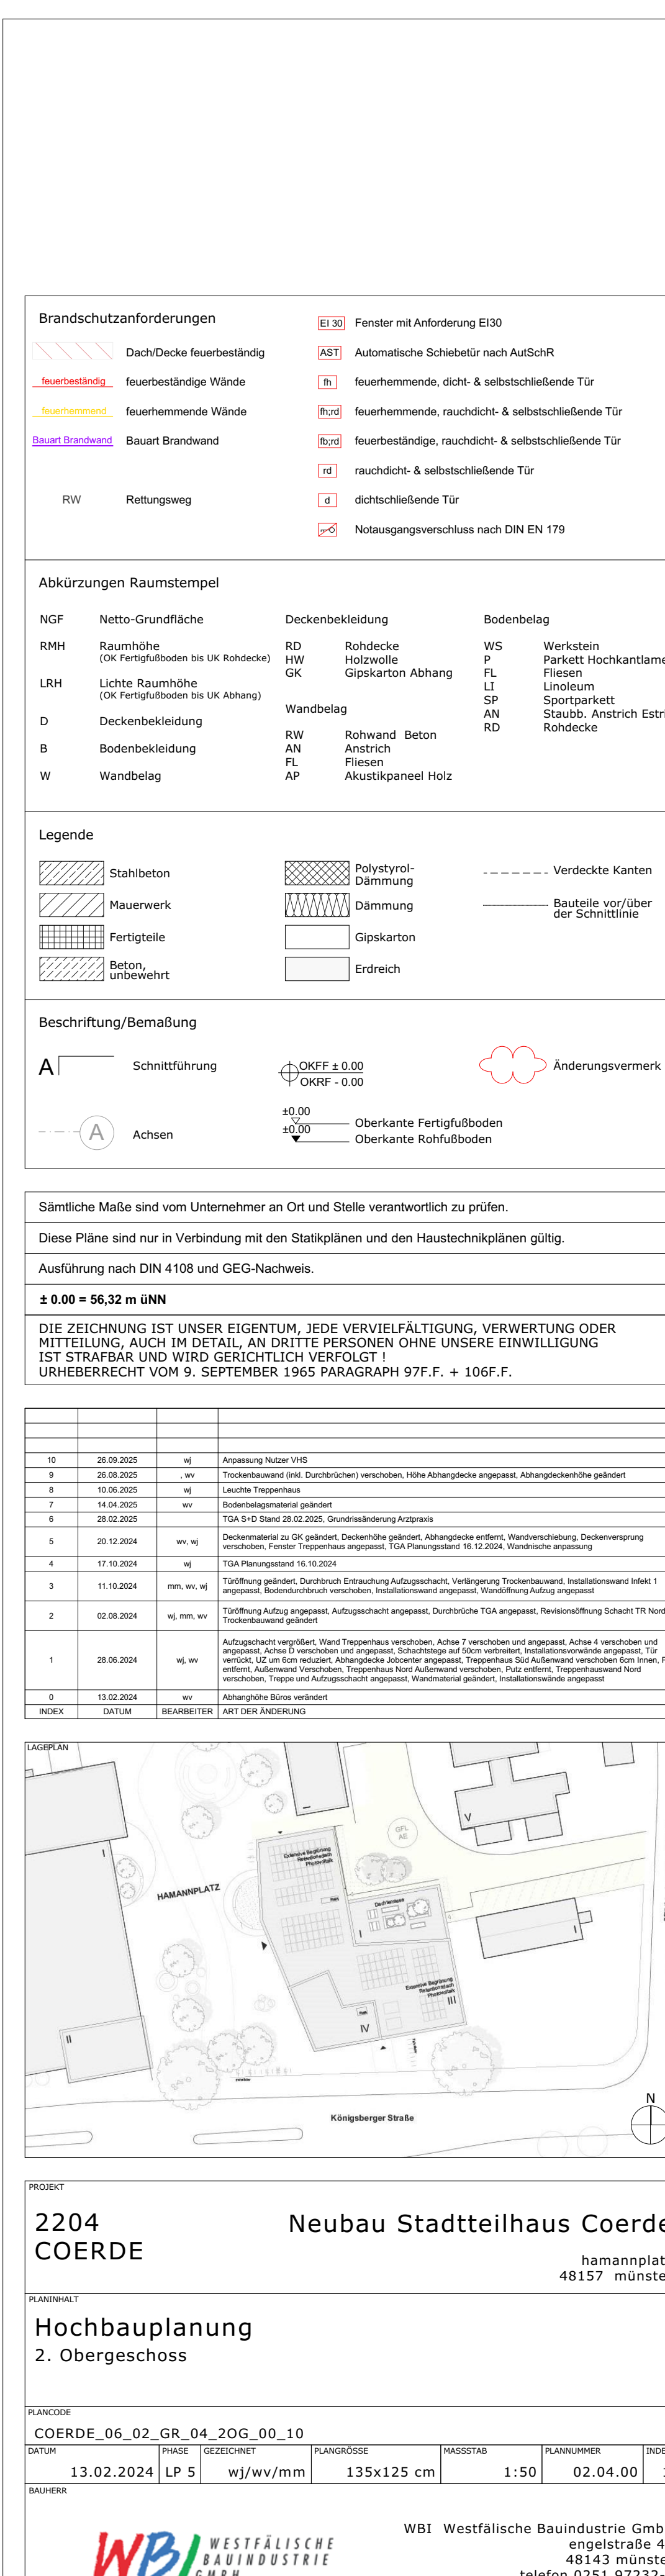 Brandschutzanforderungen
Dach/Decke feuerbeständig
feuerbeständig feuerbeständige Wände
feuerhemmend feuerhemmende Wände
Bauart Brandwand Bauart Brandwand
RW Rettungsweg
EI 30 Fenster mit Anforderung EI30
AST Automatische Schiebetür nach AutSchR
fh feuerhemmende, dicht- & selbstschließende Tür
fh;rd feuerhemmende, rauchdicht- & selbstschließende Tür
fb;rd feuerbeständige, rauchdicht- & selbstschließende Tür
rd rauchdicht- & selbstschließende Tür
d dichtschließende Tür
Notausgangsverschluss nach DIN EN 179
Abkürzungen Raumstempel
NGF Netto-Grundfläche
RMH Raumhöhe
(OK Fertigfußboden bis UK Rohdecke)
LRH Lichte Raumhöhe
(OK Fertigfußboden bis UK Abhang)
D Deckenbekleidung
B Bodenbekleidung
W Wandbelag
Deckenbekleidung
RD Rohdecke
HW Holzwolle
GK Gipskarton Abhang
Wandbelag
RW Rohwand Beton
AN Anstrich
FL Fliesen
AP Akustikpaneel Holz
Bodenbelag
WS Werkstein
P Parkett Hochkantlame
FL Fliesen
LI Linoleum
SP Sportparkett
AN Staubb. Anstrich Estri
RD Rohdecke
Legende
Stahlbeton
Mauerwerk
Fertigteile
Beton,
unbewehrt
Polystyrol-
Dämmung
Dämmung
Gipskarton
Erdreich
Verdeckte Kanten
Bauteile vor/über
der Schnittlinie
Beschriftung/Bemaßung
A Schnittführung
A Achsen
OKFF ± 0.00
OKRF - 0.00
±0.00 Oberkante Fertigfußboden
±0.00 Oberkante Rohfußboden
Änderungsvermerk
Sämtliche Maße sind vom Unternehmer an Ort und Stelle verantwortlich zu prüfen.
Diese Pläne sind nur in Verbindung mit den Statikplänen und den Haustechnikplänen gültig.
Ausführung nach DIN 4108 und GEG-Nachweis.
± 0.00 = 56,32 m üNN
DIE ZEICHNUNG IST UNSER EIGENTUM, JEDE VERVIELFÄLTIGUNG, VERWERTUNG ODER
MITTEILUNG, AUCH IM DETAIL, AN DRITTE PERSONEN OHNE UNSERE EINWILLIGUNG
IST STRAFBAR UND WIRD GERICHTLICH VERFOLGT !
URHEBERRECHT VOM 9. SEPTEMBER 1965 PARAGRAPH 97F.F. + 106F.F.
10 26.09.2025 wj Anpassung Nutzer VHS
9 26.08.2025 , wv Trockenbauwand (inkl. Durchbrüchen) verschoben, Höhe Abhangdecke angepasst, Abhangdeckenhöhe geändert
8 10.06.2025 wj Leuchte Treppenhaus
7 14.04.2025 wv Bodenbelagsmaterial geändert
6 28.02.2025 TGA S+D Stand 28.02.2025, Grundrissänderung Arztpraxis
5 20.12.2024 wv, wj Deckenmaterial zu GK geändert, Deckenhöhe geändert, Abhangdecke entfernt, Wandverschiebung, Deckenversprung
verschoben, Fenster Treppenhaus angepasst, TGA Planungsstand 16.12.2024, Wandnische anpassung
4 17.10.2024 wj TGA Planungsstand 16.10.2024
3 11.10.2024 mm, wv, wj Türöffnung geändert, Durchbruch Entrauchung Aufzugsschacht, Verlängerung Trockenbauwand, Installationswand Infekt 1
angepasst, Bodendurchbruch verschoben, Installationswand angepasst, Wandöffnung Aufzug angepasst
2 02.08.2024 wj, mm, wv Türöffnung Aufzug angepasst, Aufzugsschacht angepasst, Durchbrüche TGA angepasst, Revisionsöffnung Schacht TR Nord
Trockenbauwand geändert
1 28.06.2024 wj, wv Aufzugschacht vergrößert, Wand Treppenhaus verschoben, Achse 7 verschoben und angepasst, Achse 4 verschoben und
angepasst, Achse D verschoben und angepasst, Schachtstege auf 50cm verbreitert, Installationsvorwände angepasst, Tür
verrückt, UZ um 6cm reduziert, Abhangdecke Jobcenter angepasst, Treppenhaus Süd Außenwand verschoben 6cm Innen, P
entfernt, Außenwand Verschoben, Treppenhaus Nord Außenwand verschoben, Putz entfernt, Treppenhauswand Nord
verschoben, Treppe und Aufzugsschacht angepasst, Wandmaterial geändert, Installationswände angepasst
0 13.02.2024 wv Abhanghöhe Büros verändert
INDEX DATUM BEARBEITER ART DER ÄNDERUNG
LAGEPLAN
I
I
V
GFL
AE
HAMANNPLATZ
Extensive Begrünung
Retentionsdach
Photovoltaik
Dachterrasse
I
I
Extensive Begrünung
Retentionsdach
Photovoltaik
III
IV
II
Königsberger Straße
N
PROJEKT
2204
COERDE
Neubau Stadtteilhaus Coerde
hamannplat
48157 münste
PLANINHALT
Hochbauplanung
2. Obergeschoss
PLANCODE
COERDE_06_02_GR_04_2OG_00_10
DATUM PHASE GEZEICHNET PLANGRÖSSE MASSSTAB PLANNUMMER INDE
13.02.2024 LP 5 wj/wv/mm 135x125 cm 1:50 02.04.00 1
BAUHERR
WBI WESTFÄLISCHE
BAUINDUSTRIE
GMBH
WBI Westfälische Bauindustrie Gmb
engelstraße 4
48143 münste
telefon 0251 97232-